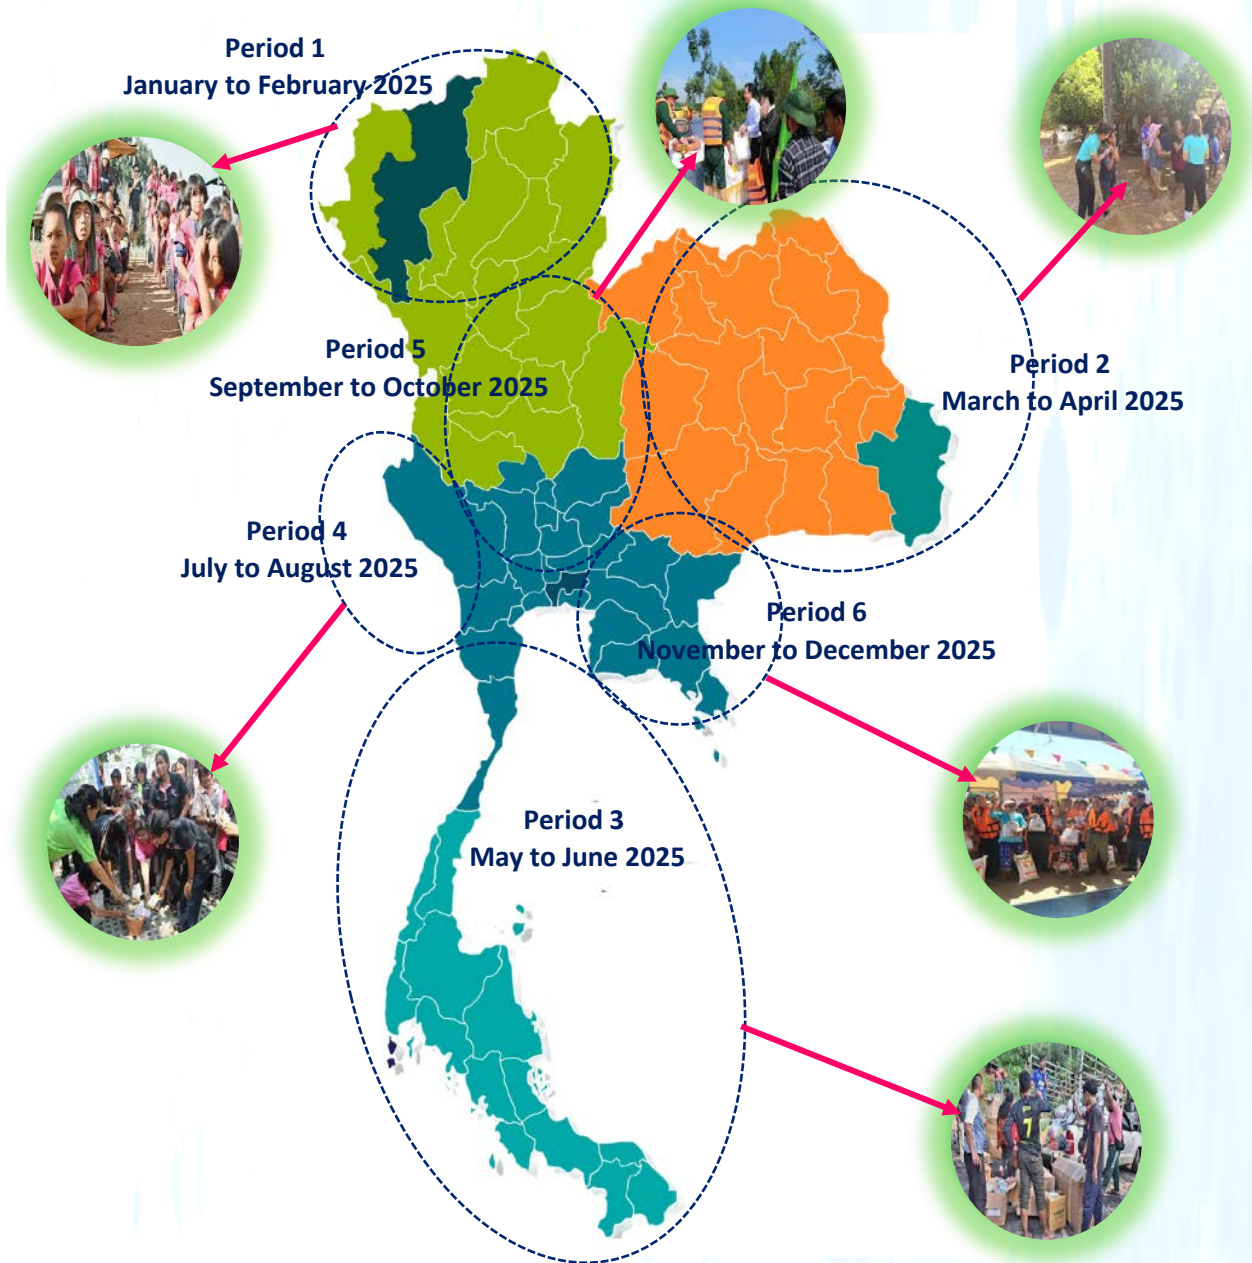 Period 1
January to February 2025
Period 5
September to October 2025
Period 2
March to April 2025
Period 4
July to August 2025
Period 6
November to December 2025
Period 3
May to June 2025
7